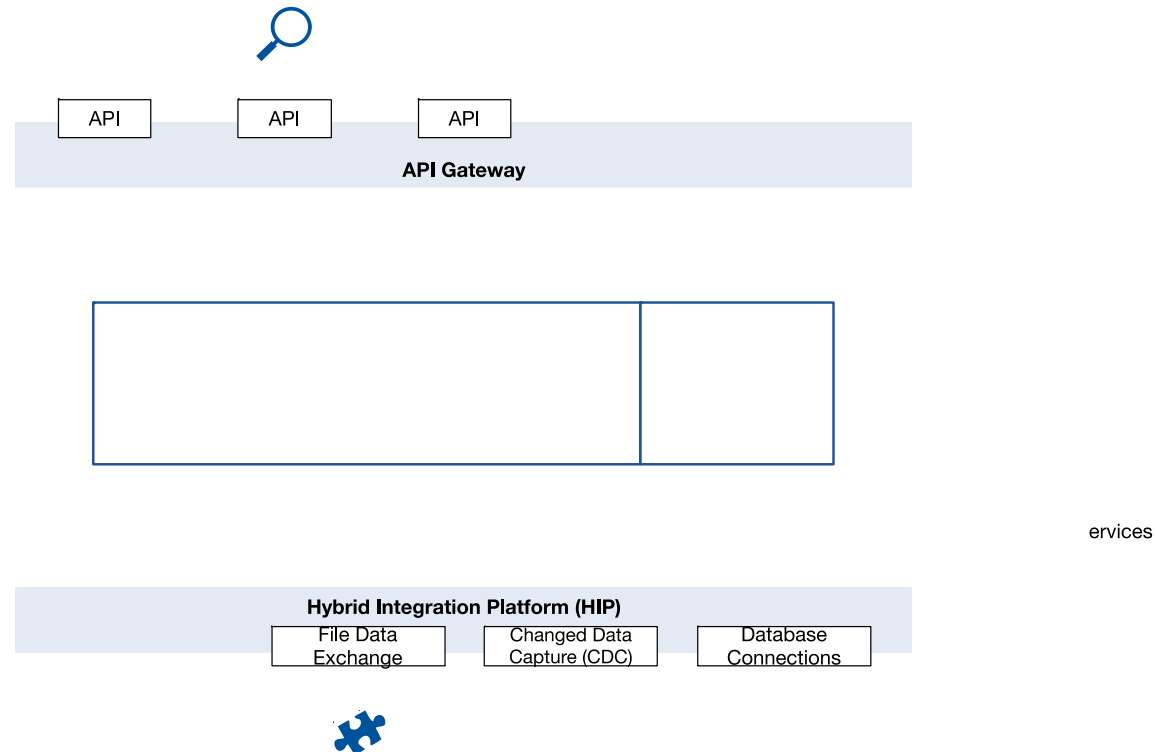 API
API
API
API Gateway
ervices
Hybrid Integration Platform (HIP)
File Data
Exchange
Changed Data
Capture (CDC)
Database
Connections